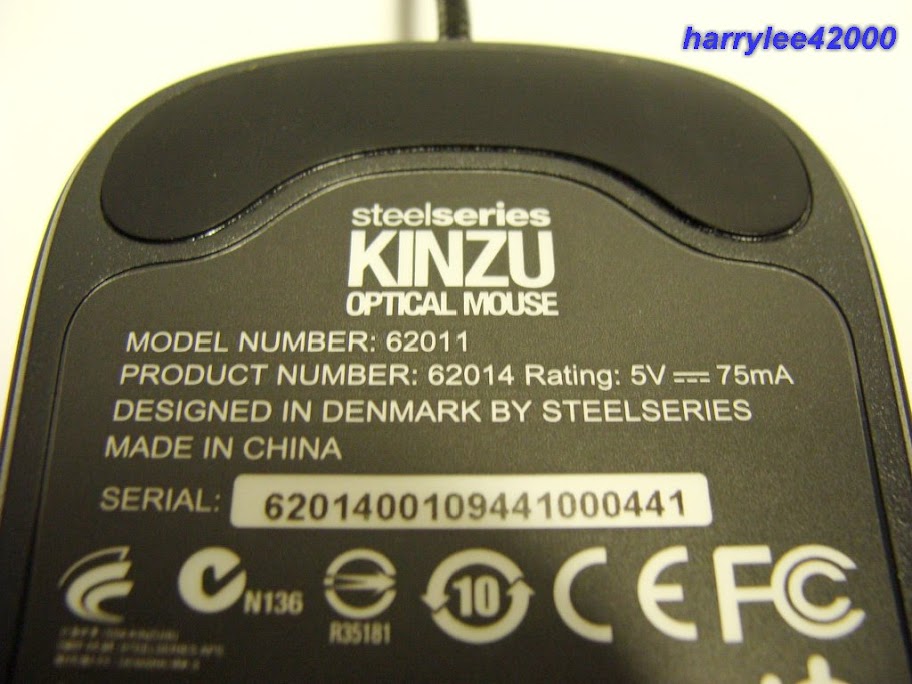 harrylee42000
steelseries
KINZU
OPTICAL MOUSE
MODEL NUMBER: 62011
PRODUCT NUMBER: 62014 Rating: 5V ⎓ 75mA
DESIGNED IN DENMARK BY STEELSERIES
MADE IN CHINA
SERIAL: 6201400109441000441
N136
R35181
10
CE
FC